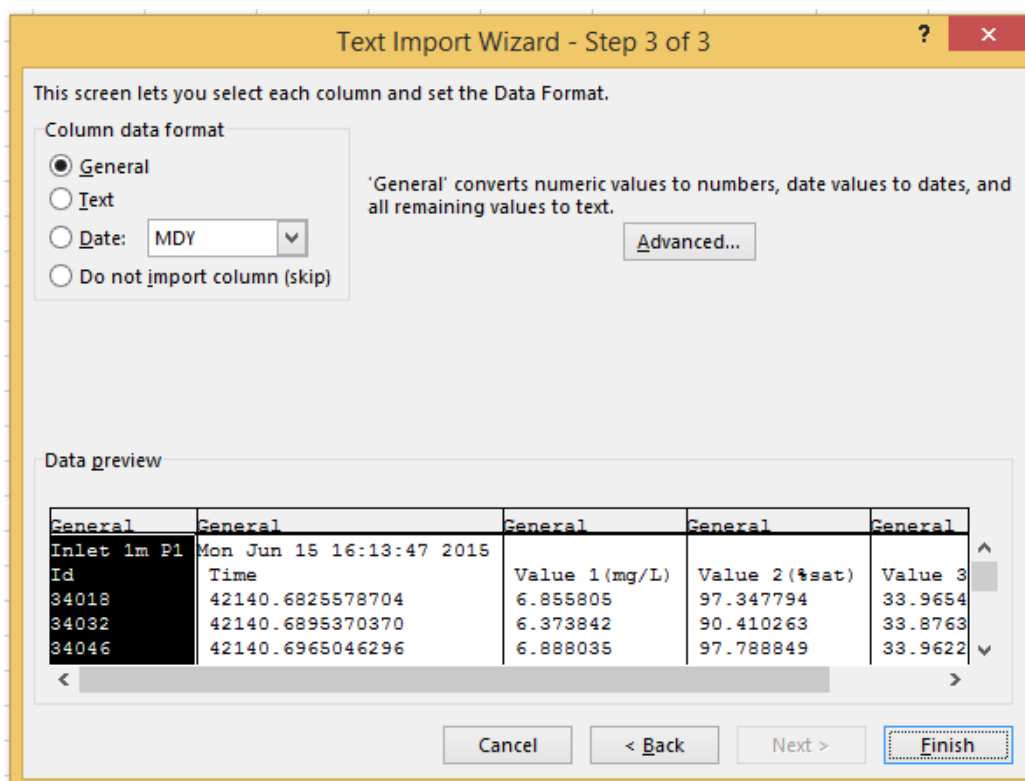 Text Import Wizard - Step 3 of 3
? ×
This screen lets you select each column and set the Data Format.
Column data format
General
Text
Date: MDY
Do not import column (skip)
'General' converts numeric values to numbers, date values to dates, and
all remaining values to text.
Advanced...
Data preview
General General General General General
Inlet 1m P1 Mon Jun 15 16:13:47 2015
Id Time Value 1(mg/L) Value 2(%sat) Value 3
34018 42140.6825578704 6.855805 97.347794 33.9654
34032 42140.6895370370 6.373842 90.410263 33.8763
34046 42140.6965046296 6.888035 97.788849 33.9622
Cancel < Back Next > Finish